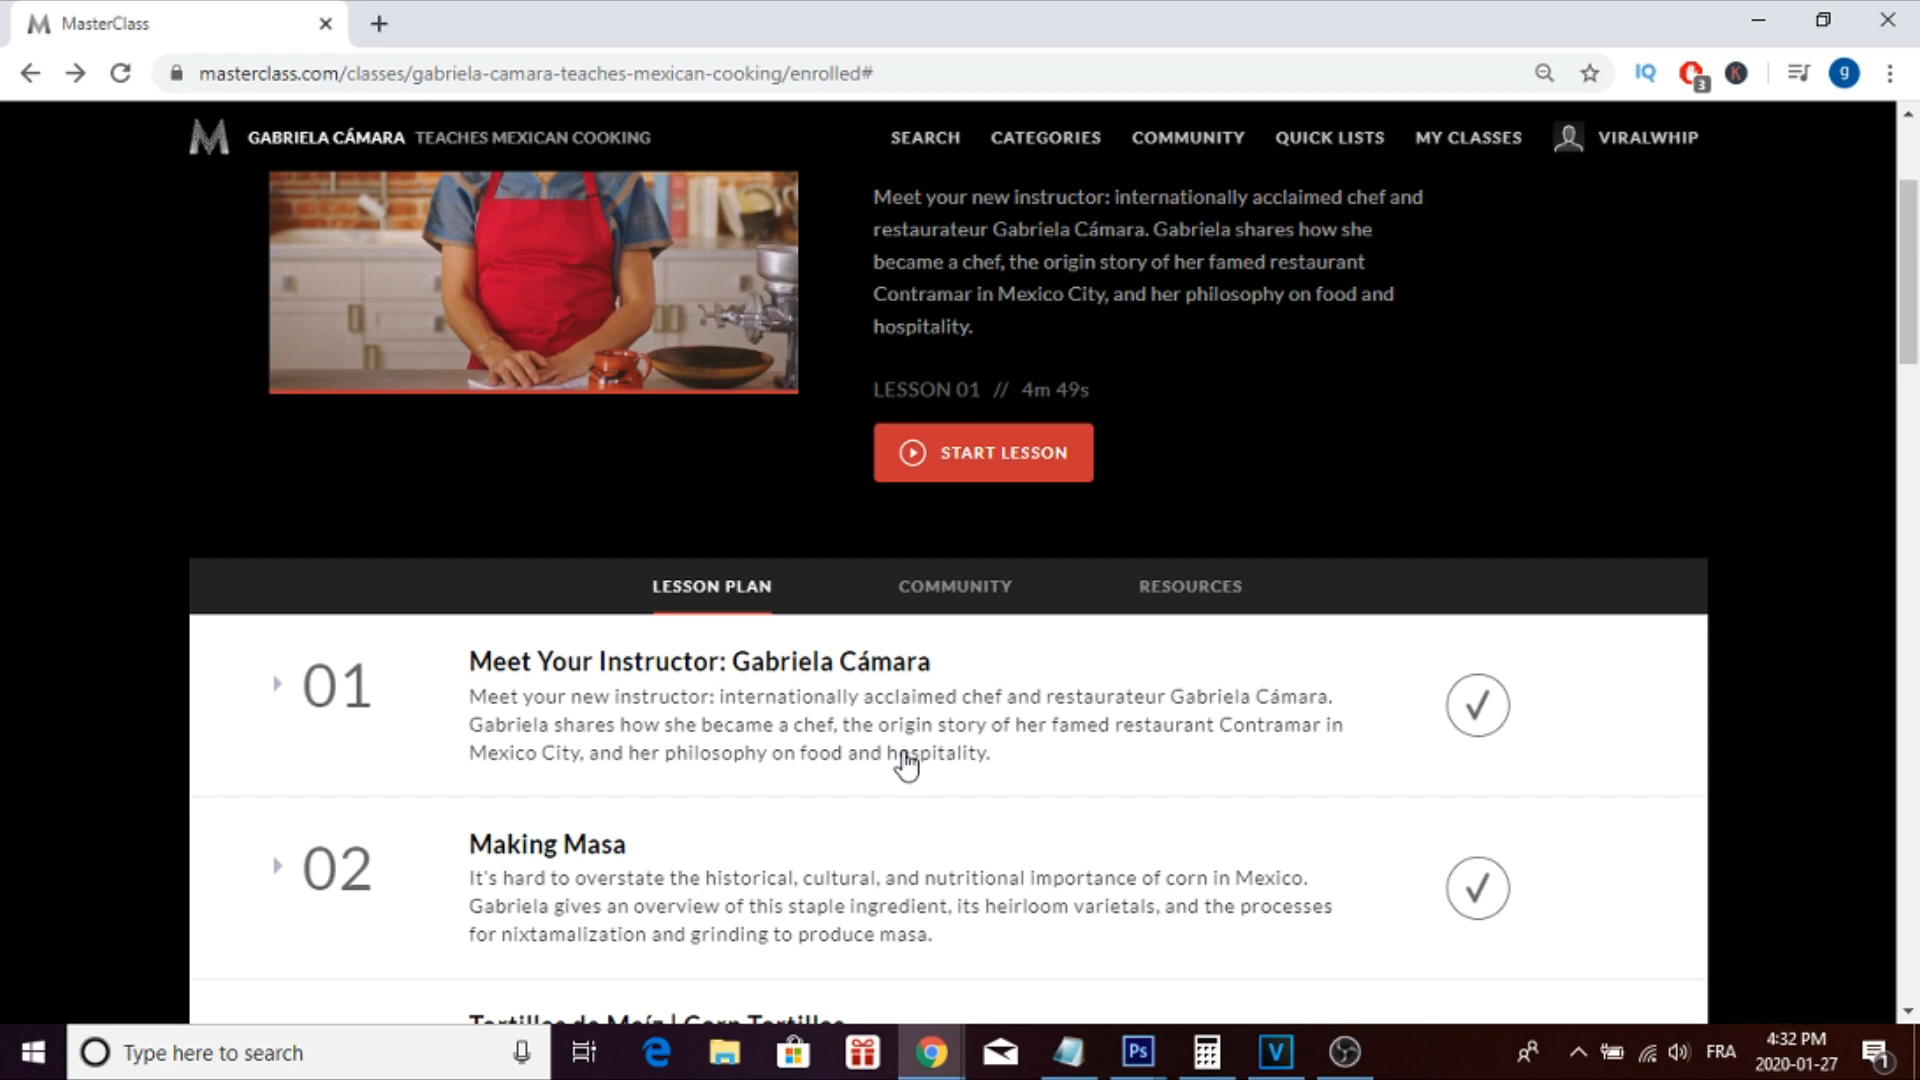 MasterClass
masterclass.com/classes/gabriela-camara-teaches-mexican-cooking/enrolled#
IQ
3
K
g
GABRIELA CÁMARA TEACHES MEXICAN COOKING
SEARCH
CATEGORIES
COMMUNITY
QUICK LISTS
MY CLASSES
VIRALWHIP
Meet your new instructor: internationally acclaimed chef and
restaurateur Gabriela Cámara. Gabriela shares how she
became a chef, the origin story of her famed restaurant
Contramar in Mexico City, and her philosophy on food and
hospitality.
LESSON 01 // 4m 49s
START LESSON
LESSON PLAN
COMMUNITY
RESOURCES
01
Meet Your Instructor: Gabriela Cámara
Meet your new instructor: internationally acclaimed chef and restaurateur Gabriela Cámara.
Gabriela shares how she became a chef, the origin story of her famed restaurant Contramar in
Mexico City, and her philosophy on food and hospitality.
02
Making Masa
It's hard to overstate the historical, cultural, and nutritional importance of corn in Mexico.
Gabriela gives an overview of this staple ingredient, its heirloom varietals, and the processes
for nixtamalization and grinding to produce masa.
Tortillas de Maíz | Corn Tortillas
Type here to search
Ps
V
FRA
4:32 PM
2020-01-27
1